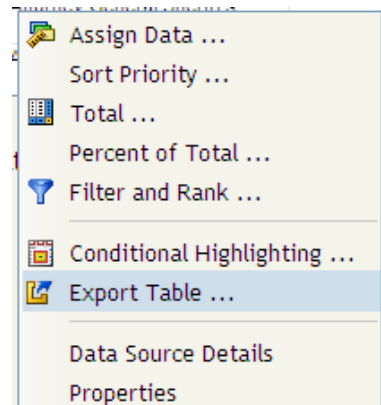 Assign Data ...
Sort Priority ...
Total ...
Percent of Total ...
Filter and Rank ...
Conditional Highlighting ...
Export Table ...
Data Source Details
Properties